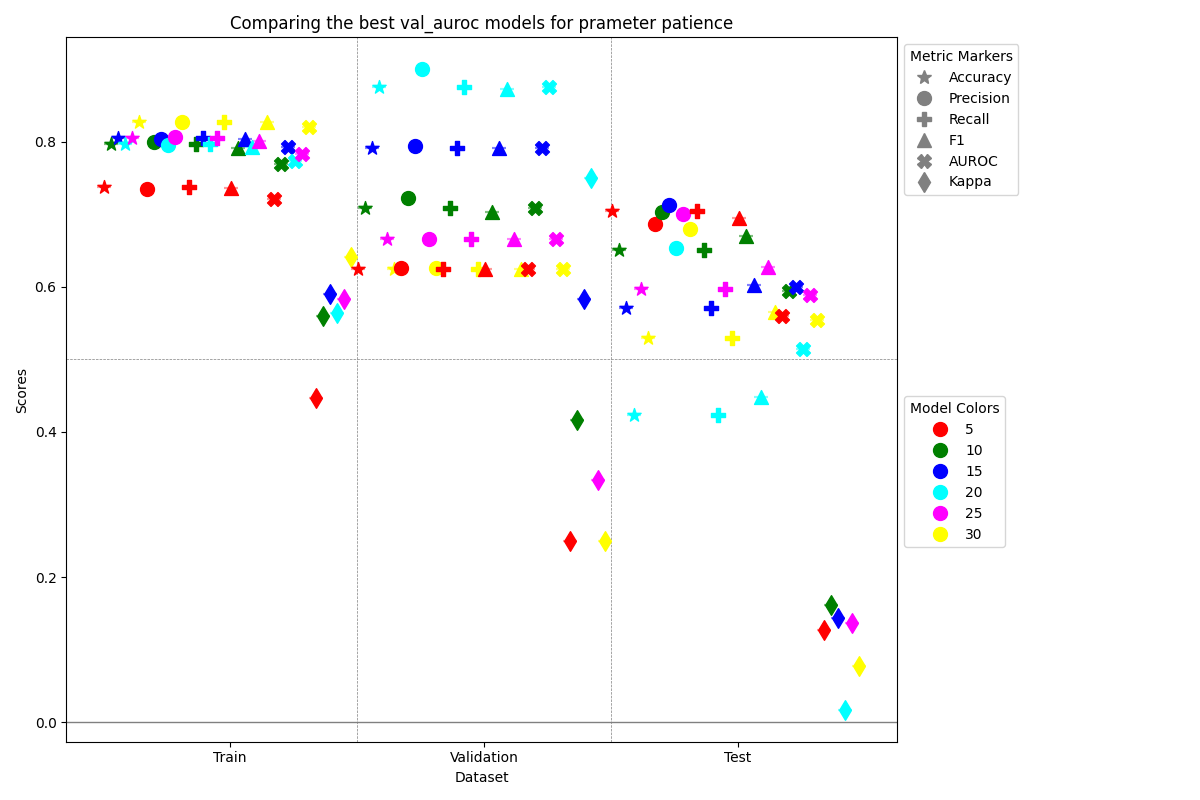 Comparing the best val_auroc models for prameter patience
Metric Markers
Accuracy
Precision
Recall
F1
AUROC
Kappa
Scores
0.8
0.6
0.4
0.2
0.0
Model Colors
5
10
15
20
25
30
Train
Validation
Test
Dataset